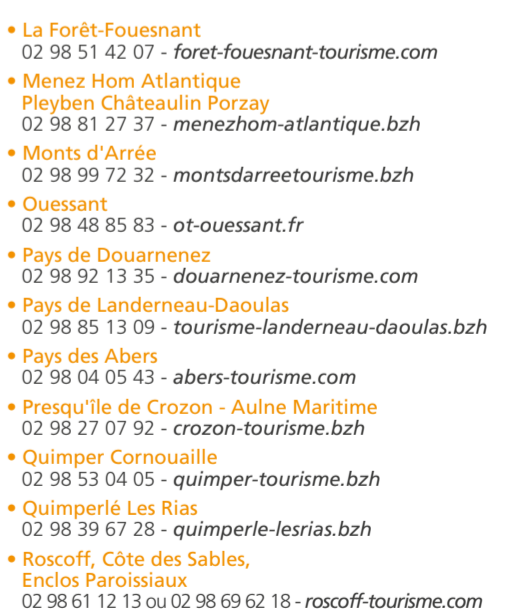 • La Forêt-Fouesnant
02 98 51 42 07 - foret-fouesnant-tourisme.com
• Menez Hom Atlantique
Pleyben Châteaulin Porzay
02 98 81 27 37 - menezhom-atlantique.bzh
• Monts d'Arrée
02 98 99 72 32 - montsdarreetourisme.bzh
• Ouessant
02 98 48 85 83 - ot-ouessant.fr
• Pays de Douarnenez
02 98 92 13 35 - douarnenez-tourisme.com
• Pays de Landerneau-Daoulas
02 98 85 13 09 - tourisme-landerneau-daoulas.bzh
• Pays des Abers
02 98 04 05 43 - abers-tourisme.com
• Presqu'île de Crozon - Aulne Maritime
02 98 27 07 92 - crozon-tourisme.bzh
• Quimper Cornouaille
02 98 53 04 05 - quimper-tourisme.bzh
• Quimperlé Les Rias
02 98 39 67 28 - quimperle-lesrias.bzh
• Roscoff, Côte des Sables,
Enclos Paroissiaux
02 98 61 12 13 ou 02 98 69 62 18 - roscoff-tourisme.com